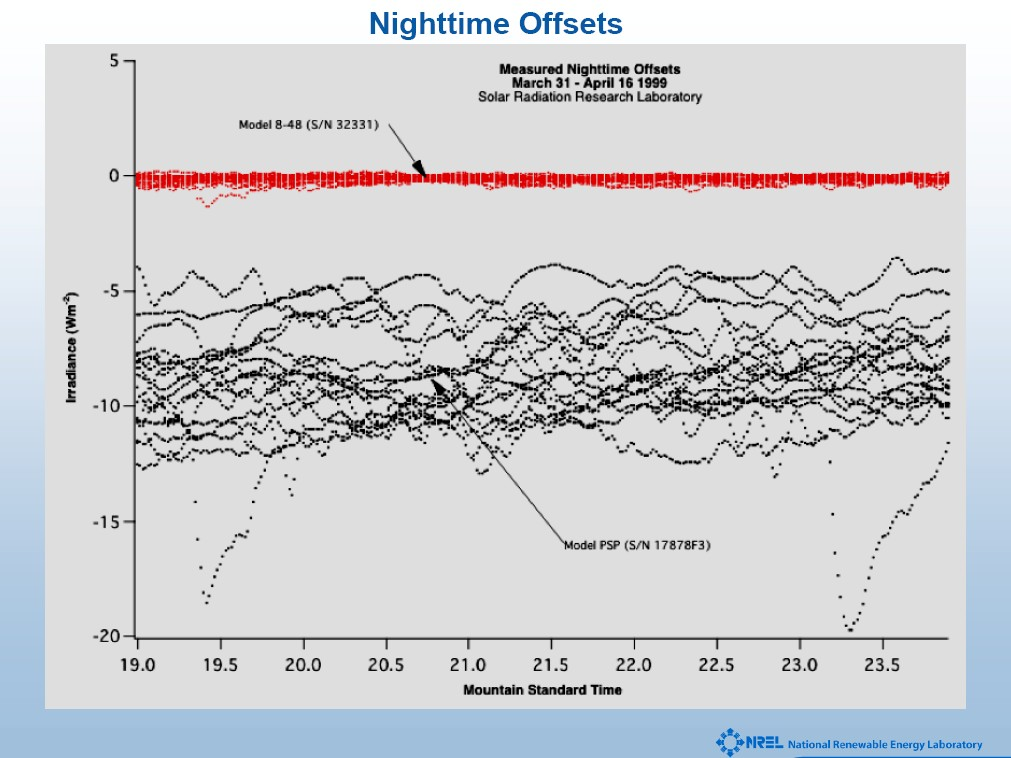 Nighttime Offsets
Measured Nighttime Offsets
March 31 - April 16 1999
Solar Radiation Research Laboratory
Model 8-48 (S/N 32331)
5
0
-5
-10
-15
-20
Irradiance (Wm-2)
Model PSP (S/N 17878F3)
19.0 19.5 20.0 20.5 21.0 21.5 22.0 22.5 23.0 23.5
Mountain Standard Time
NREL National Renewable Energy Laboratory